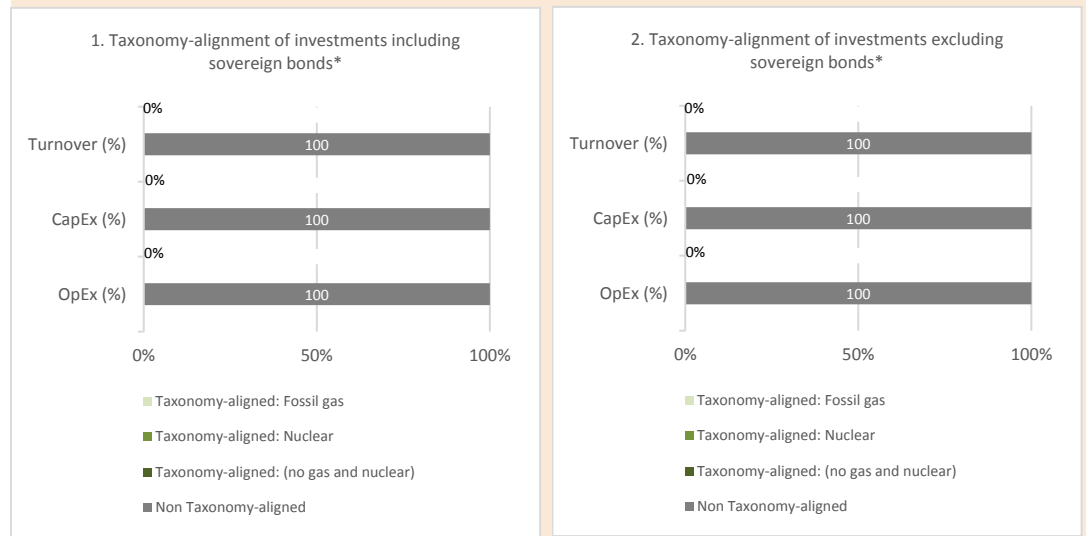 1. Taxonomy-alignment of investments including
sovereign bonds*
0%
Turnover (%)
100
0%
CapEx (%)
100
0%
OpEx (%)
100
0%
50%
100%
Taxonomy-aligned: Fossil gas
Taxonomy-aligned: Nuclear
Taxonomy-aligned: (no gas and nuclear)
Non Taxonomy-aligned
2. Taxonomy-alignment of investments excluding
sovereign bonds*
0%
Turnover (%)
100
0%
CapEx (%)
100
0%
OpEx (%)
100
0%
50%
100%
Taxonomy-aligned: Fossil gas
Taxonomy-aligned: Nuclear
Taxonomy-aligned: (no gas and nuclear)
Non Taxonomy-aligned